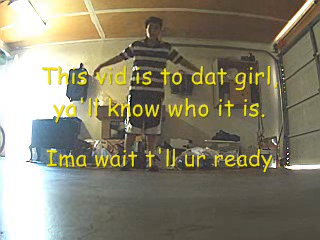 This vid is to dat girl,
ya'll know who it is.
Ima wait t'll ur ready